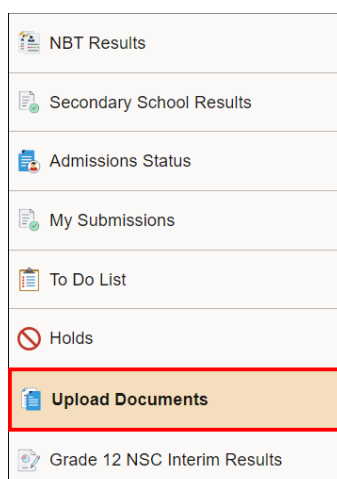 NBT Results
Secondary School Results
Admissions Status
My Submissions
To Do List
Holds
Upload Documents
Grade 12 NSC Interim Results